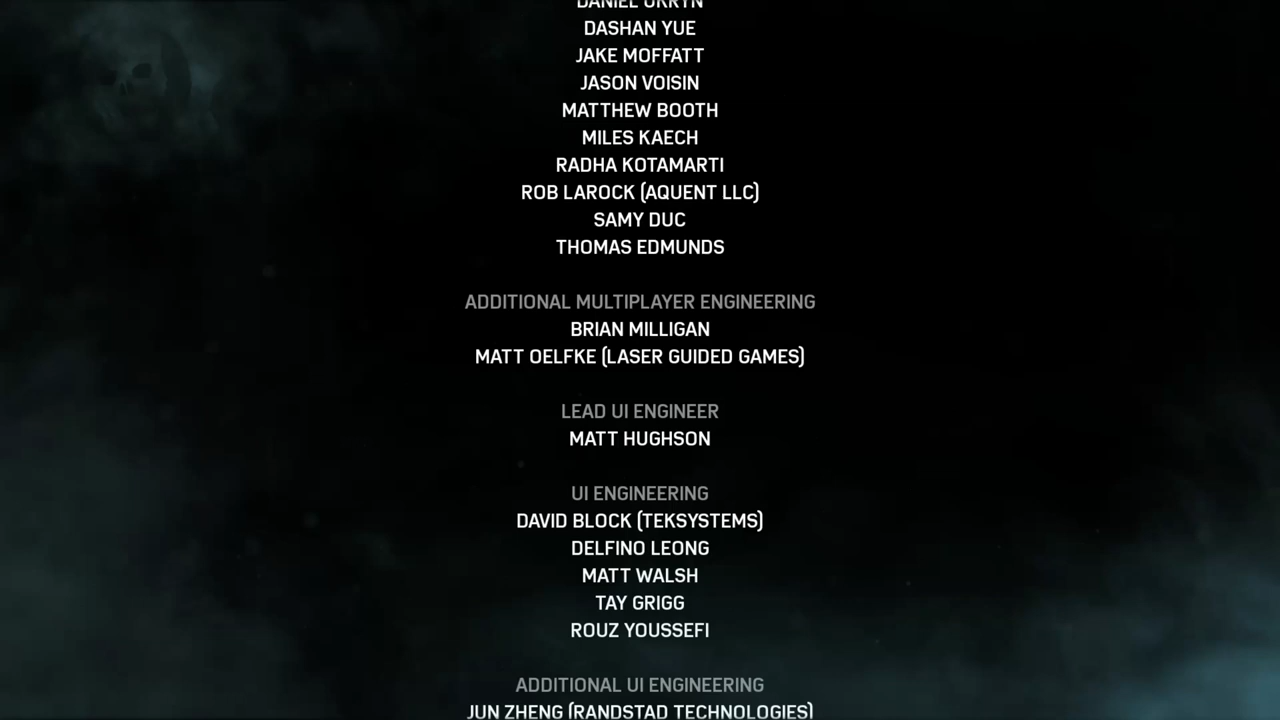 DANIEL OKRYN
DASHAN YUE
JAKE MOFFATT
JASON VOISIN
MATTHEW BOOTH
MILES KAECH
RADHA KOTAMARTI
ROB LAROCK (AQUENT LLC)
SAMY DUC
THOMAS EDMUNDS
ADDITIONAL MULTIPLAYER ENGINEERING
BRIAN MILLIGAN
MATT OELFKE (LASER GUIDED GAMES)
LEAD UI ENGINEER
MATT HUGHSON
UI ENGINEERING
DAVID BLOCK (TEKSYSTEMS)
DELFINO LEONG
MATT WALSH
TAY GRIGG
ROUZ YOUSSEFI
ADDITIONAL UI ENGINEERING
JUN ZHENG (RANDSTAD TECHNOLOGIES)